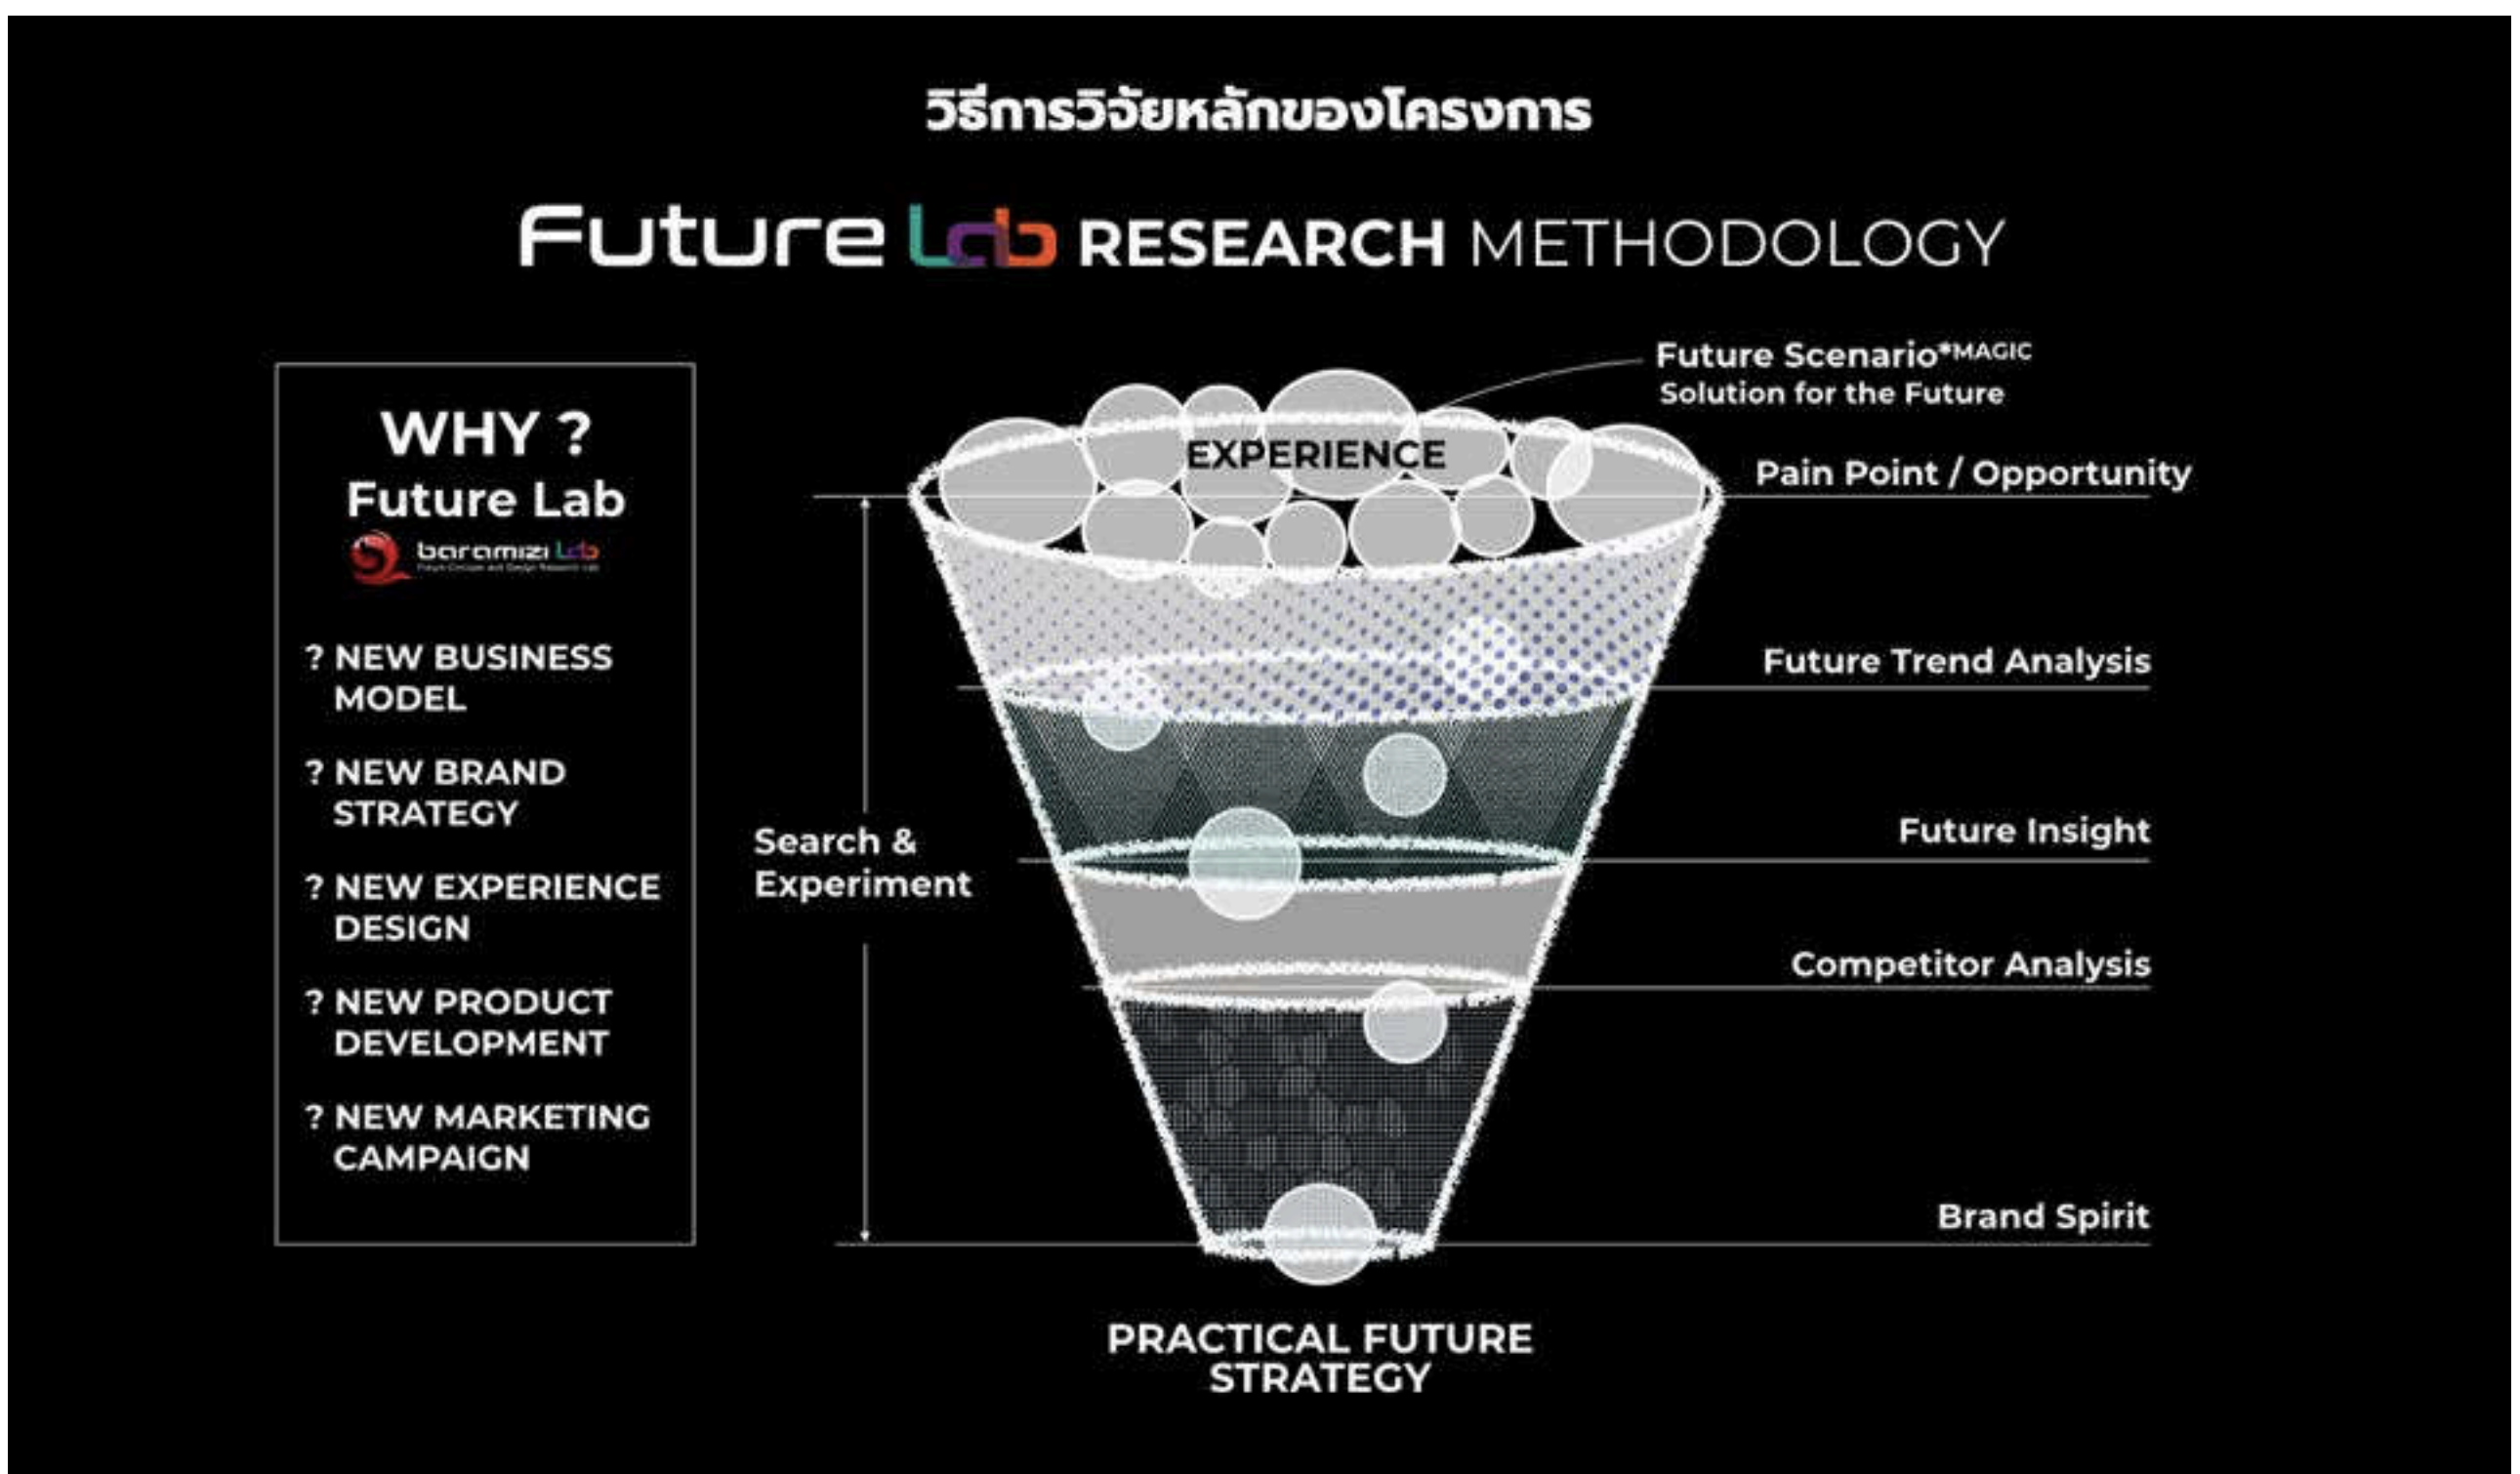 วิธีการวิจัยหลักของโครงการ
Future Lab RESEARCH METHODOLOGY
WHY ?
Future Lab
baramizi Lab
? NEW BUSINESS
MODEL
? NEW BRAND
STRATEGY
? NEW EXPERIENCE
DESIGN
? NEW PRODUCT
DEVELOPMENT
? NEW MARKETING
CAMPAIGN
Search &
Experiment
EXPERIENCE
Future Scenario*MAGIC
Solution for the Future
Pain Point / Opportunity
Future Trend Analysis
Future Insight
Competitor Analysis
Brand Spirit
PRACTICAL FUTURE
STRATEGY